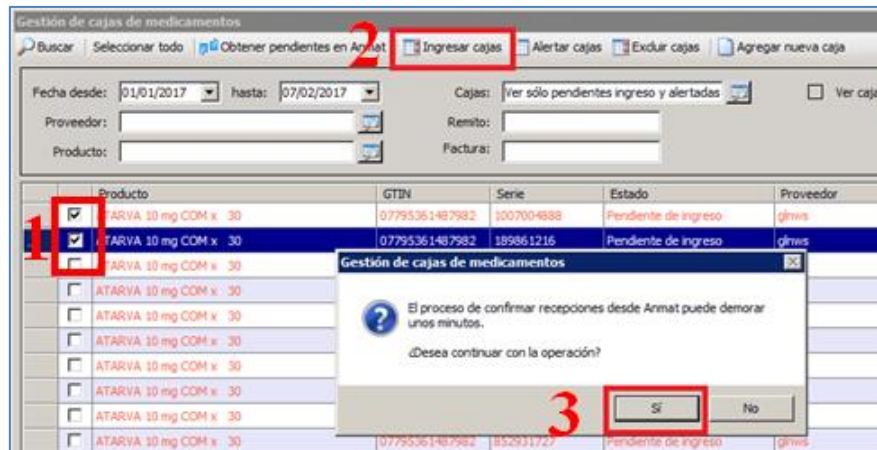 Gestión de cajas de medicamentos
Buscar Seleccionar todo Obtener pendientes en Anmat 2 Ingresar cajas Alertar cajas Excluir cajas Agregar nueva caja
Fecha desde: 01/01/2017 hasta: 07/02/2017 Cajas: Ver sólo pendientes ingreso y alertadas Ver caja
Proveedor: Remito:
Producto: Factura:
Producto GTIN Serie Estado Proveedor
1 ATARVA 10 mg COM x 30 07795361487982 1007004888 Pendiente de ingreso glnws
ATARVA 10 mg COM x 30 07795361487982 189861216 Pendiente de ingreso glnws
ATARVA 10 mg COM x 30
ATARVA 10 mg COM x 30
ATARVA 10 mg COM x 30
ATARVA 10 mg COM x 30
ATARVA 10 mg COM x 30
ATARVA 10 mg COM x 30
ATARVA 10 mg COM x 30
ATARVA 10 mg COM x 30 07795361487982 852931727 Pendiente de ingreso glnws
Gestión de cajas de medicamentos
El proceso de confirmar recepciones desde Anmat puede demorar
unos minutos.
¿Desea continuar con la operación?
3 Sí No